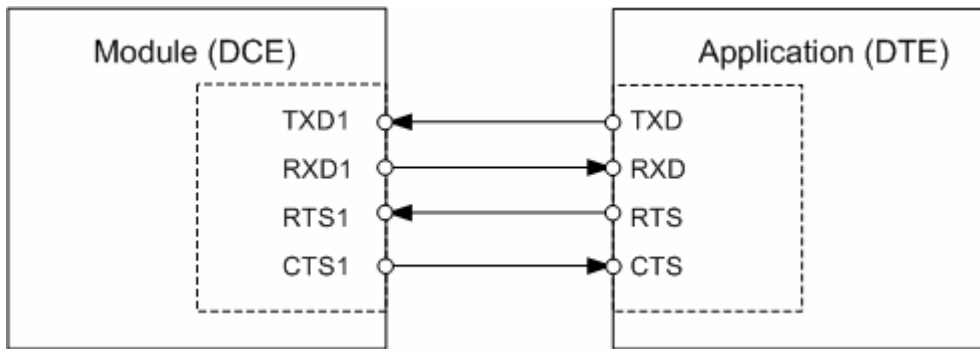 Module (DCE)
Application (DTE)
TXD1
TXD
RXD1
RXD
RTS1
RTS
CTS1
CTS